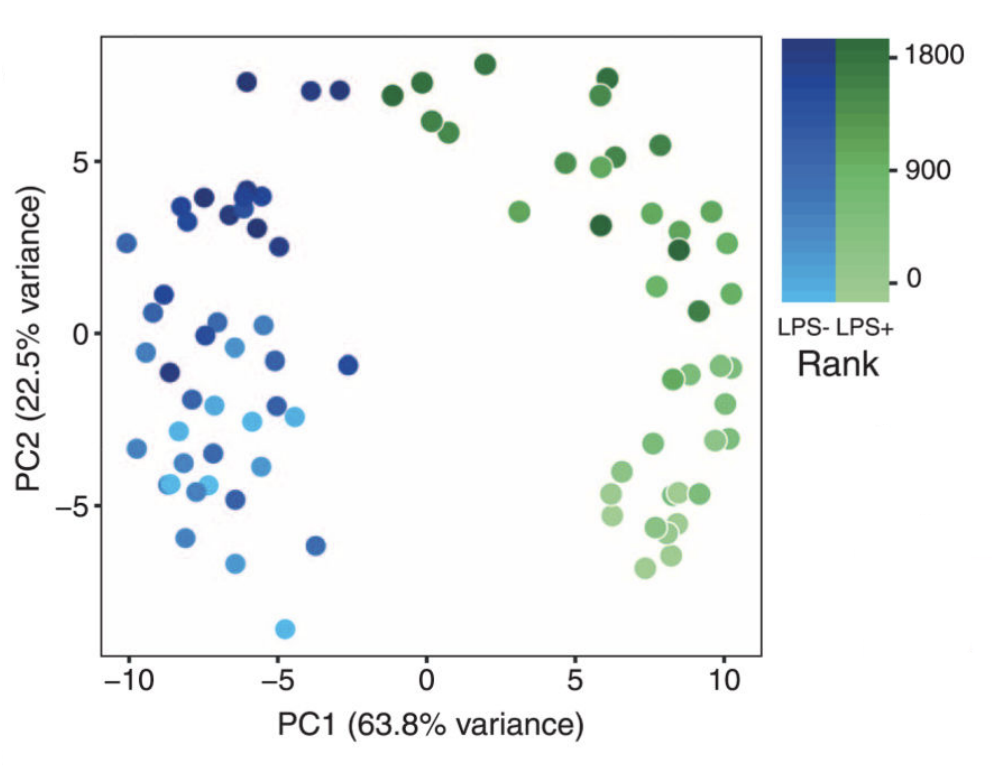 1800
900
0
LPS- LPS+
Rank
5
0
−5
PC2 (22.5% variance)
−10 −5 0 5 10
PC1 (63.8% variance)